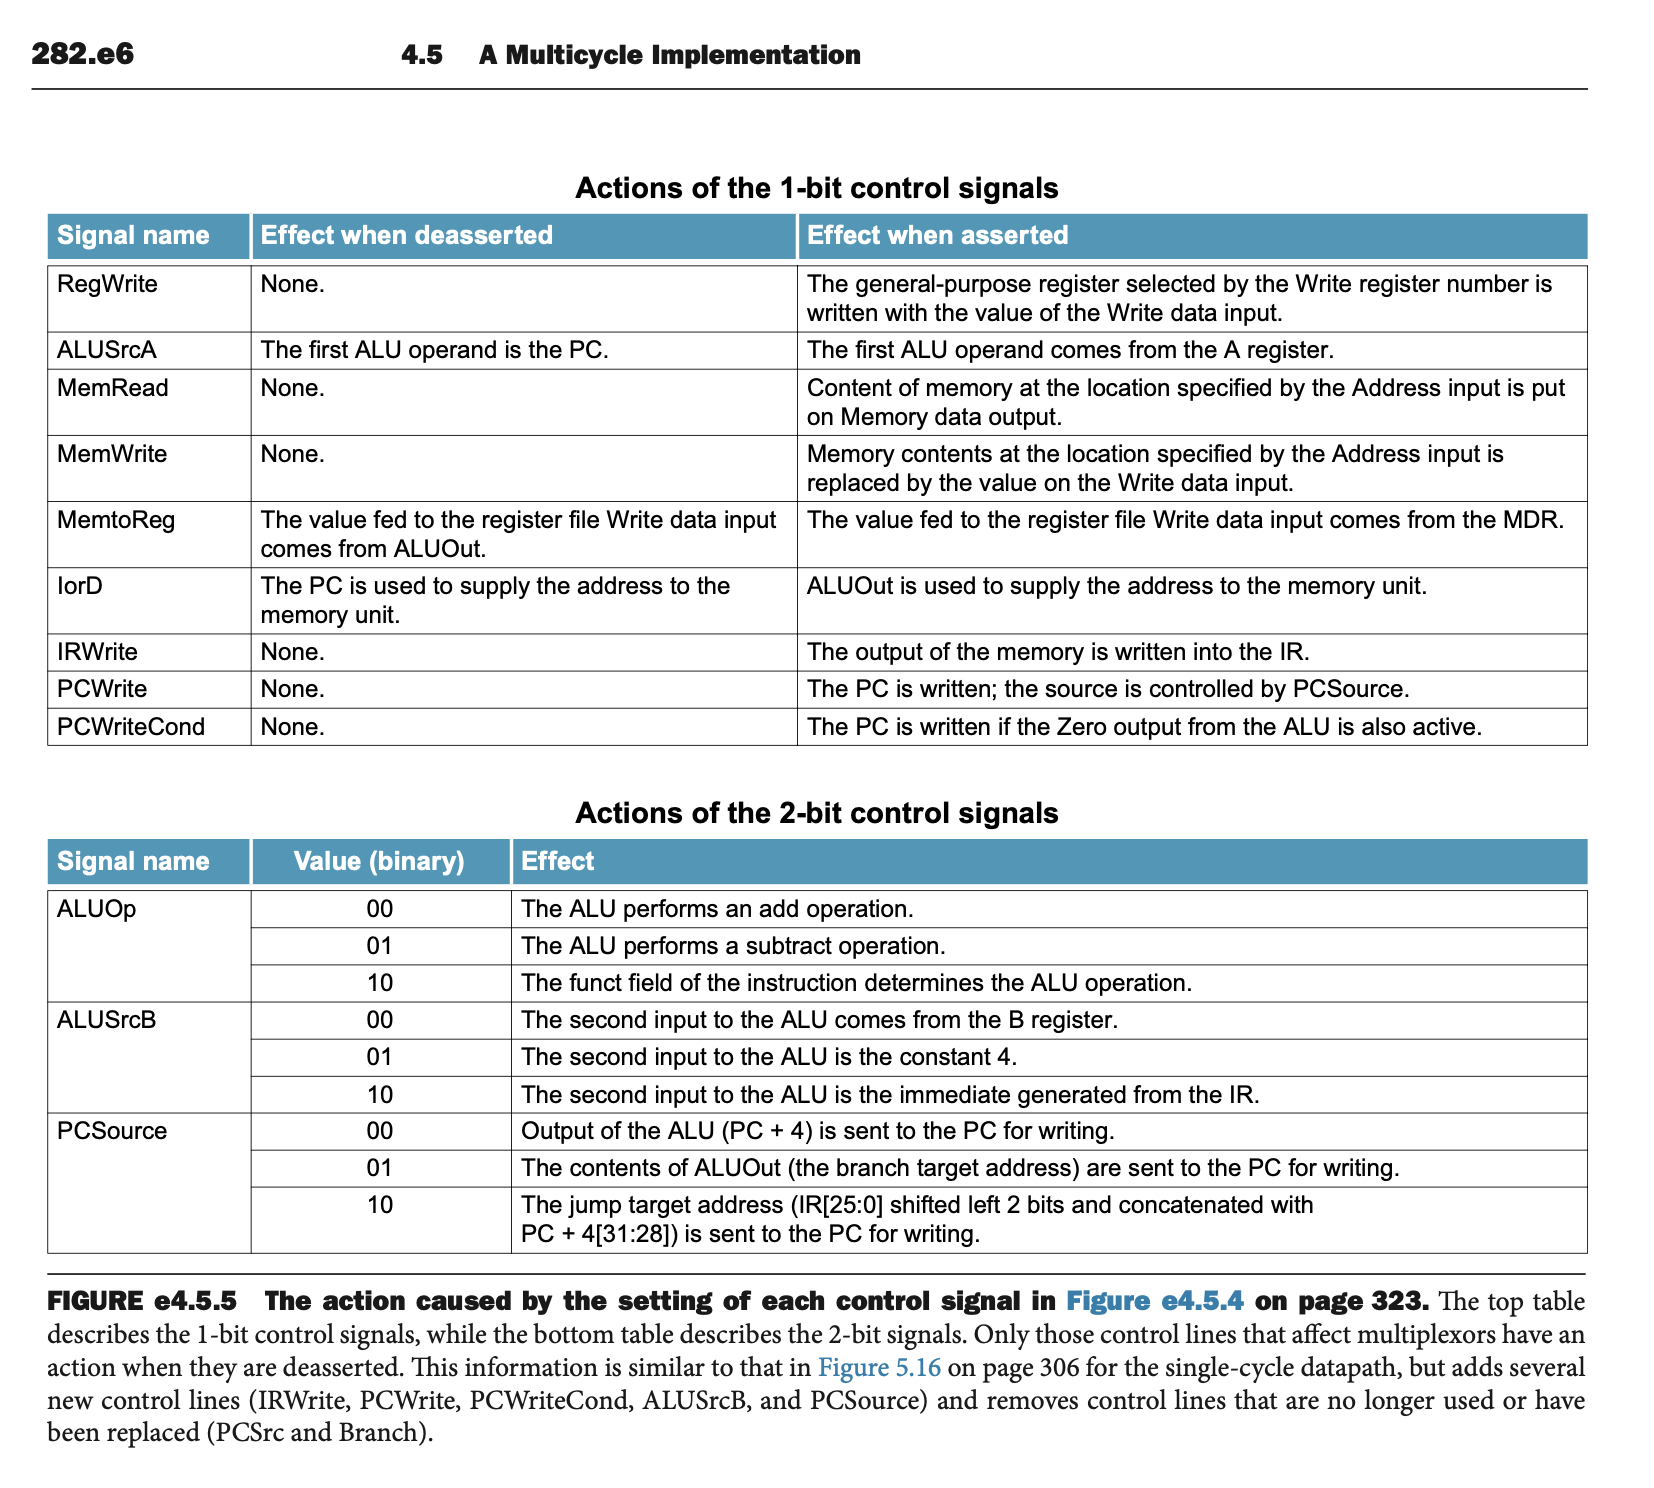 282.e6 4.5 A Multicycle Implementation
Actions of the 1-bit control signals
Signal name Effect when deasserted Effect when asserted
RegWrite None. The general-purpose register selected by the Write register number is
written with the value of the Write data input.
ALUSrcA The first ALU operand is the PC. The first ALU operand comes from the A register.
MemRead None. Content of memory at the location specified by the Address input is put
on Memory data output.
MemWrite None. Memory contents at the location specified by the Address input is
replaced by the value on the Write data input.
MemtoReg The value fed to the register file Write data input The value fed to the register file Write data input comes from the MDR.
comes from ALUOut.
IorD The PC is used to supply the address to the ALUOut is used to supply the address to the memory unit.
memory unit.
IRWrite None. The output of the memory is written into the IR.
PCWrite None. The PC is written; the source is controlled by PCSource.
PCWriteCond None. The PC is written if the Zero output from the ALU is also active.
Actions of the 2-bit control signals
Signal name Value (binary) Effect
ALUOp 00 The ALU performs an add operation.
01 The ALU performs a subtract operation.
10 The funct field of the instruction determines the ALU operation.
ALUSrcB 00 The second input to the ALU comes from the B register.
01 The second input to the ALU is the constant 4.
10 The second input to the ALU is the immediate generated from the IR.
PCSource 00 Output of the ALU (PC + 4) is sent to the PC for writing.
01 The contents of ALUOut (the branch target address) are sent to the PC for writing.
10 The jump target address (IR[25:0] shifted left 2 bits and concatenated with
PC + 4[31:28]) is sent to the PC for writing.
FIGURE e4.5.5 The action caused by the setting of each control signal in Figure e4.5.4 on page 323. The top table
describes the 1-bit control signals, while the bottom table describes the 2-bit signals. Only those control lines that affect multiplexors have an
action when they are deasserted. This information is similar to that in Figure 5.16 on page 306 for the single-cycle datapath, but adds several
new control lines (IRWrite, PCWrite, PCWriteCond, ALUSrcB, and PCSource) and removes control lines that are no longer used or have
been replaced (PCSrc and Branch).